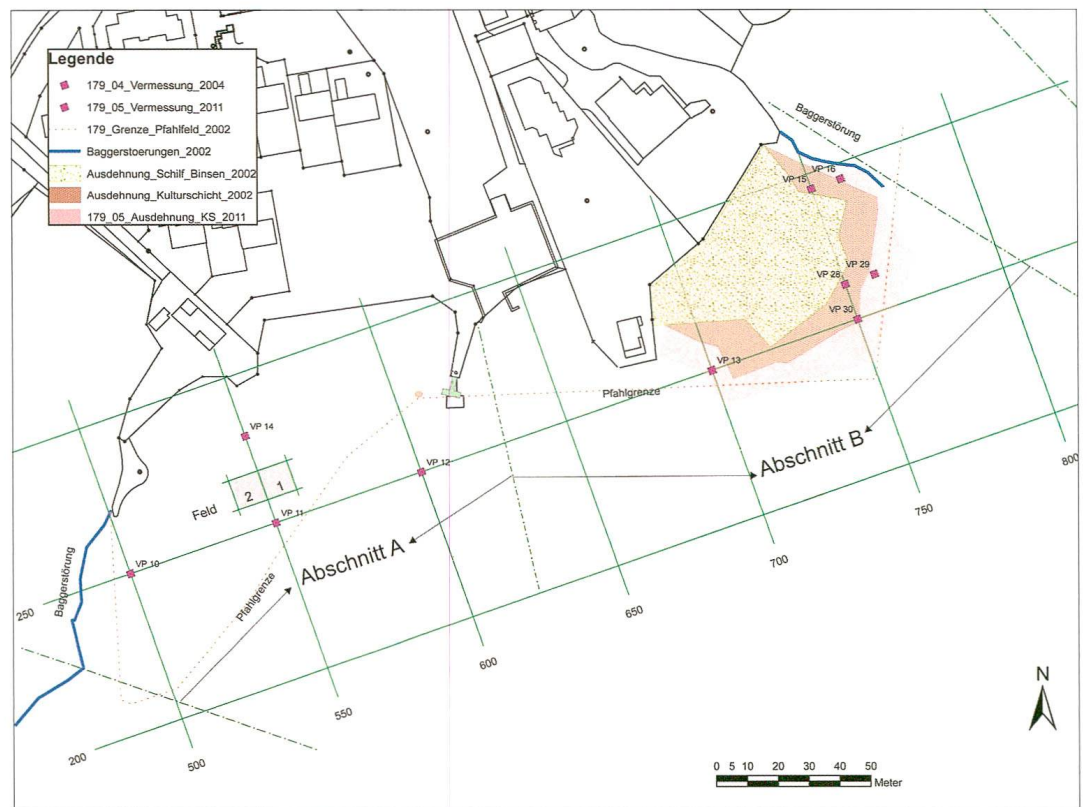 Legende
179_04_Vermessung_2004
179_05_Vermessung_2011
179_Grenze_Pfahlfeld_2002
Baggerstoerungen_2002
Ausdehnung_Schilf_Binsen_2002
Ausdehnung_Kulturschicht_2002
179_05_Ausdehnung_KS_2011
Baggerstörung
VP 16
VP 15
VP 29
VP 28
VP 30
VP 13
Pfahlgrenze
VP 14
VP 12
Abschnitt B
800
Feld 2 1
VP 11
750
Abschnitt A
VP 10
700
Baggerstörung
Pfahlgrenze
250
650
600
550
500
200
N
0 5 10 20 30 40 50
Meter